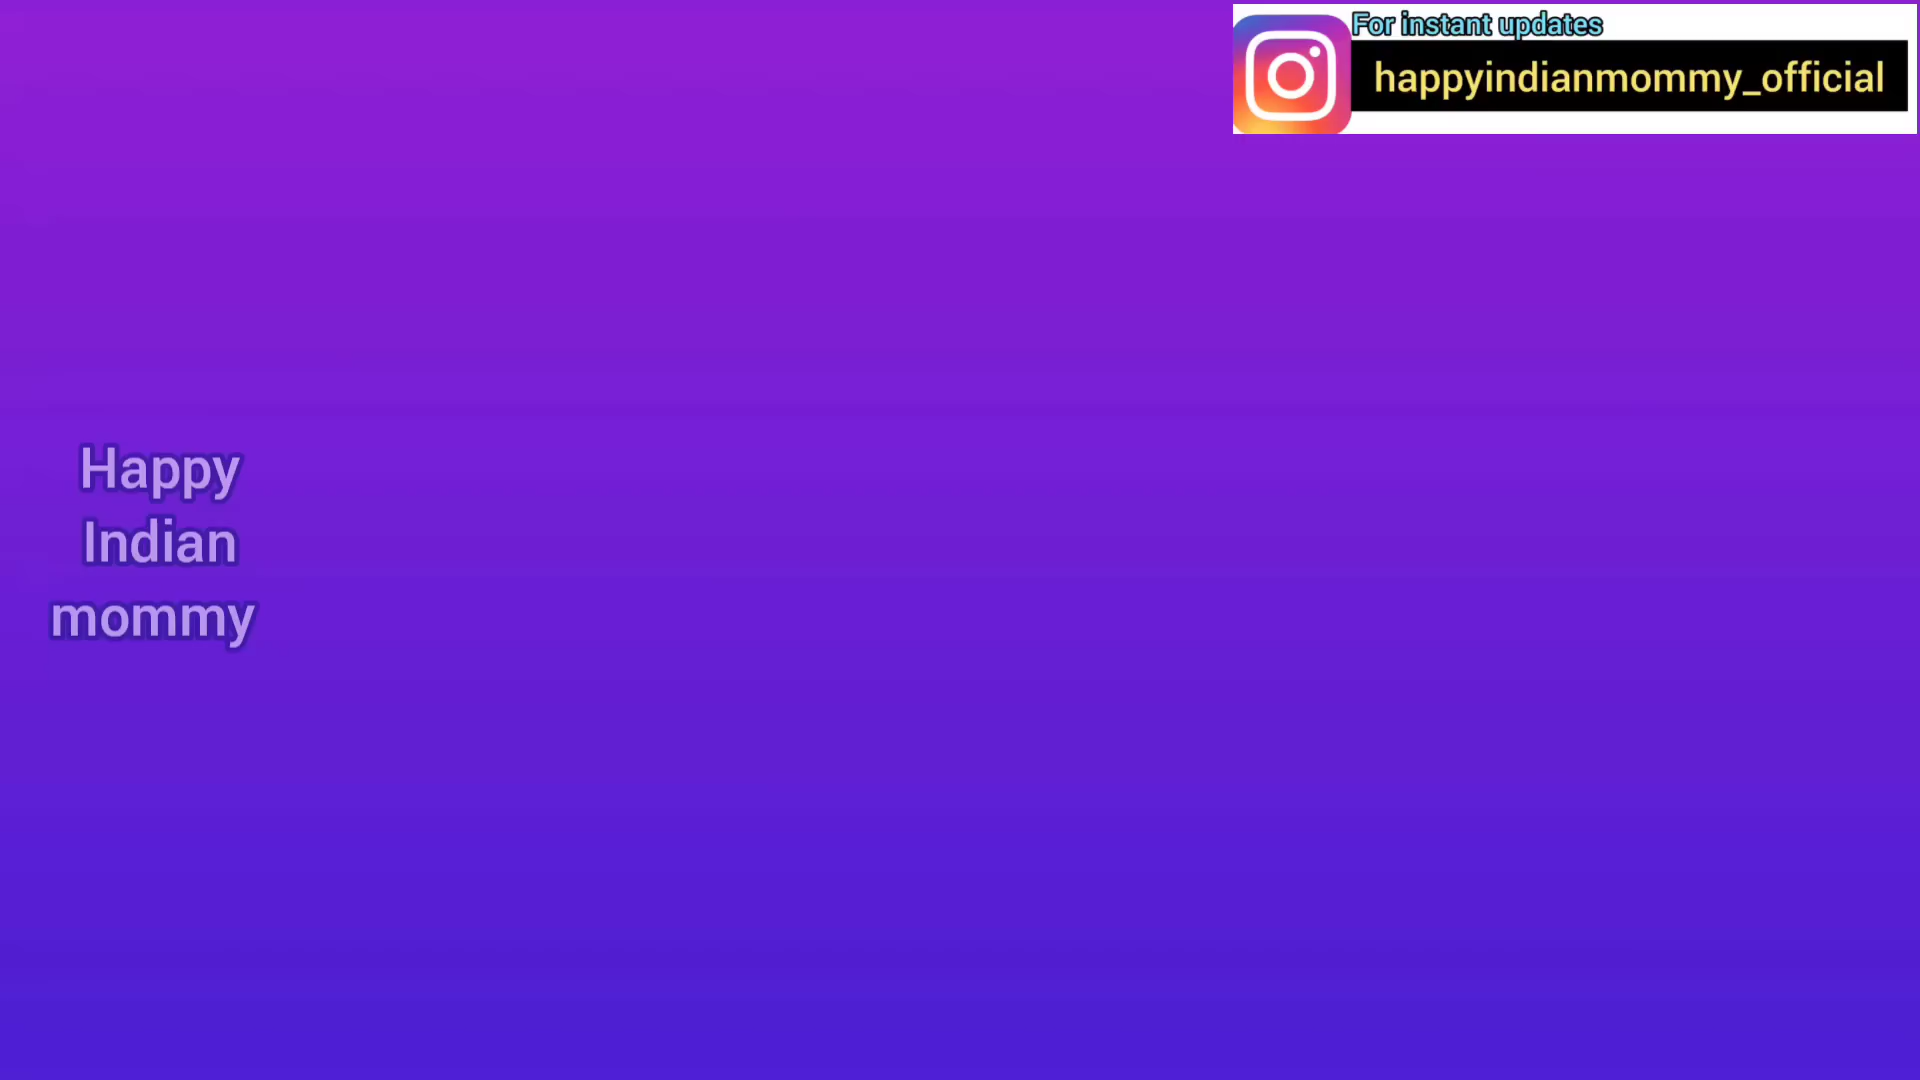 For instant updates
happyindianmommy_official
Happy
Indian
mommy